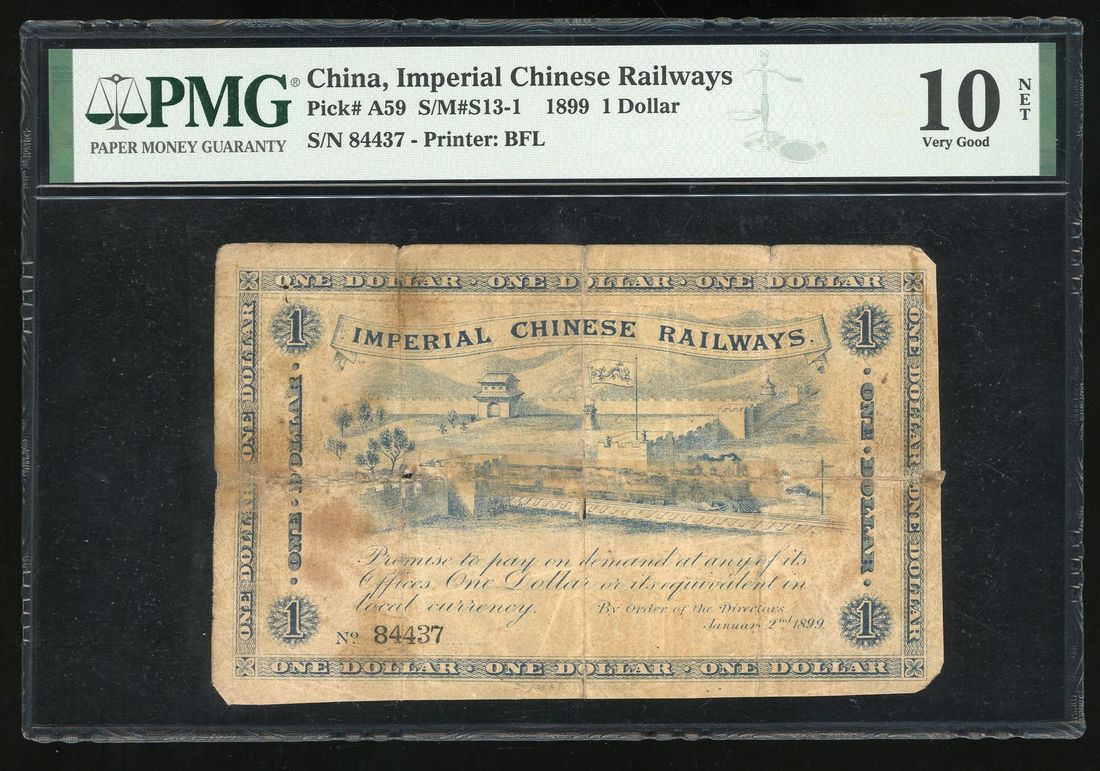 PMG®
PAPER MONEY GUARANTY
China, Imperial Chinese Railways
Pick# A59 S/M#S13-1 1899 1 Dollar
S/N 84437 - Printer: BFL
10
NET
Very Good
ONE DOLLAR · ONE DOLLAR · ONE DOLLAR
1
1
IMPERIAL CHINESE RAILWAYS.
ONE DOLLAR ONE DOLLAR
· ONE · DOLLAR ·
· ONE · DOLLAR ·
ONE DOLLAR ONE DOLLAR
Promise to pay on demand at any of its
Offices, One Dollar or its equivalent in
local currency.
By Order of the Directors
January 2nd 1899.
1
1
No. 84437
ONE DOLLAR · ONE DOLLAR · ONE DOLLAR